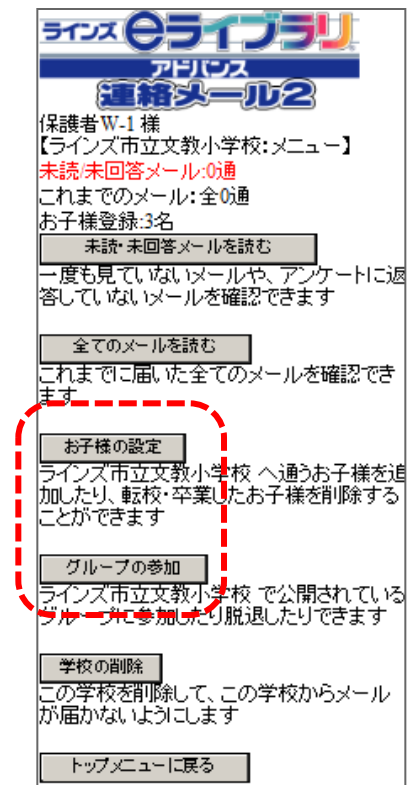 ラインズ eライブラリ
アドバンス
連絡メール2
保護者W-1 様
【ラインズ市立文教小学校:メニュー】
未読/未回答メール:0通
これまでのメール:全0通
お子様登録:3名
未読・未回答メールを読む
一度も見ていないメールや、アンケートに返
答していないメールを確認できます
全てのメールを読む
これまでに届いた全てのメールを確認でき
ます
お子様の設定
ラインズ市立文教小学校 へ通うお子様を追
加したり、転校・卒業したお子様を削除する
ことができます
グループの参加
ラインズ市立文教小学校 で公開されている
グループに参加したり脱退したりできます
学校の削除
この学校を削除して、この学校からメール
が届かないようにします
トップメニューに戻る